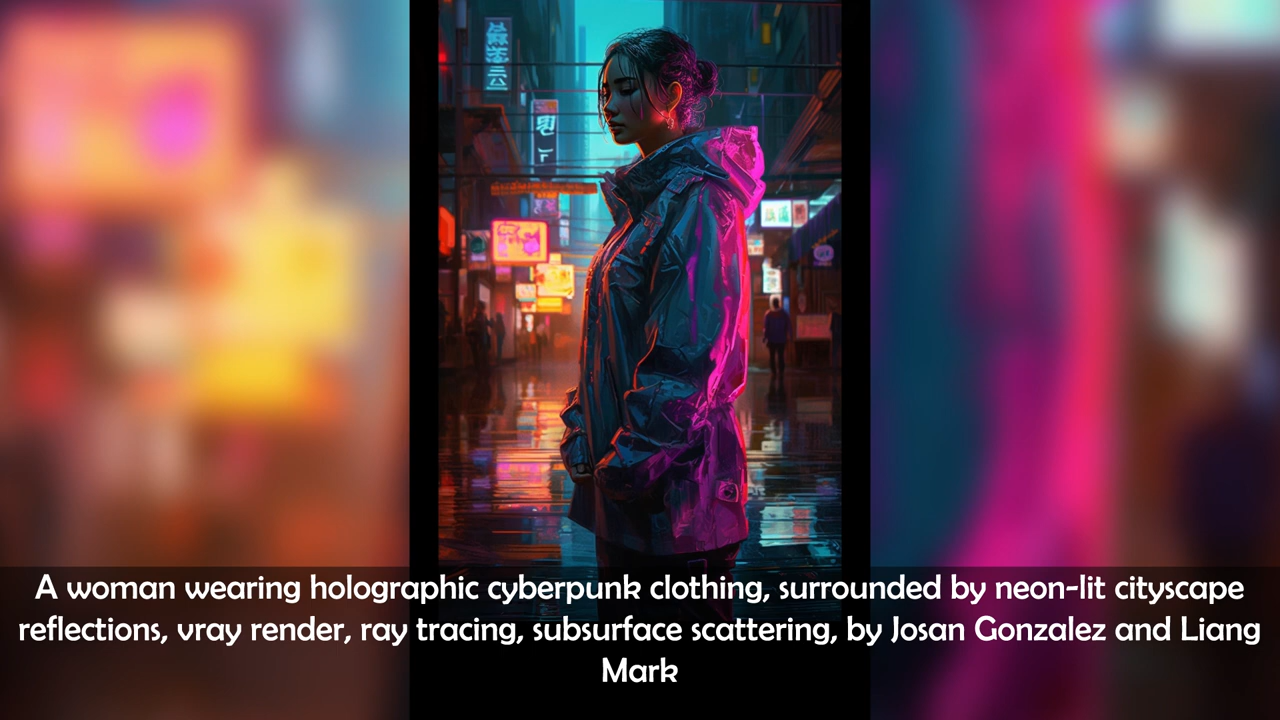 A woman wearing holographic cyberpunk clothing, surrounded by neon-lit cityscape
reflections, vray render, ray tracing, subsurface scattering, by Josan Gonzalez and Liang
Mark